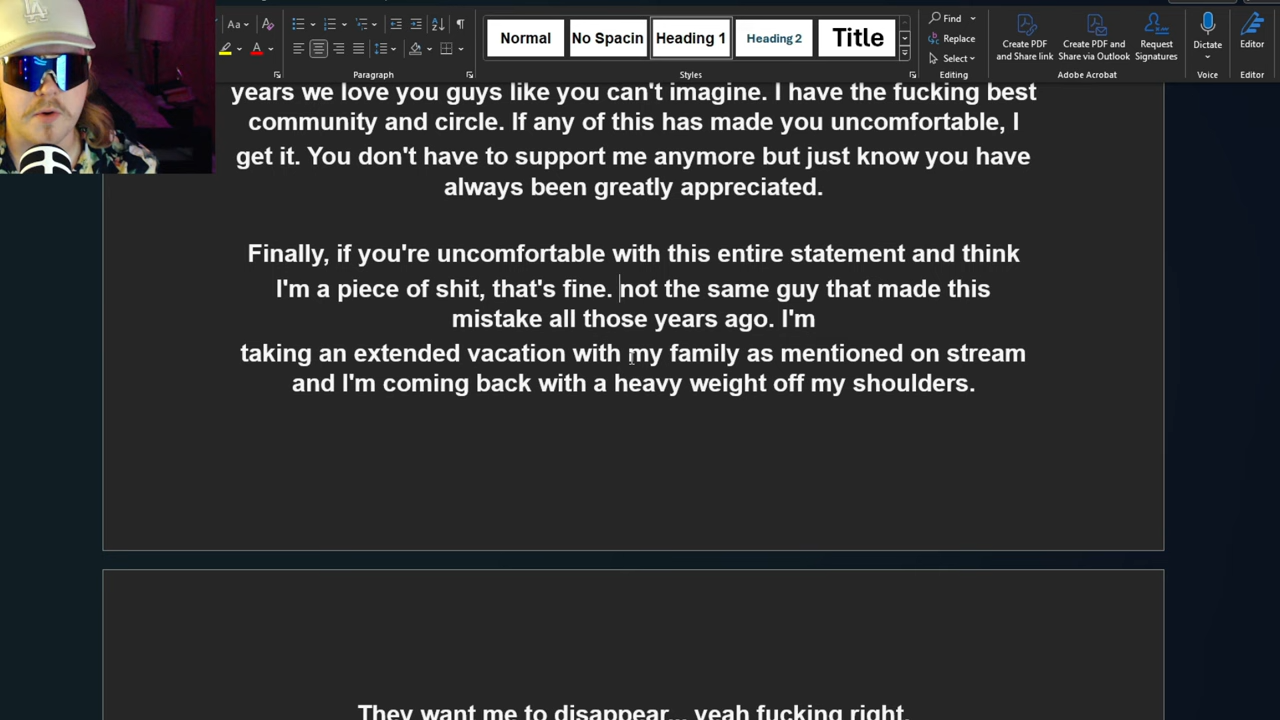 Aa
A
¶
Normal
No Spacin
Heading 1
Heading 2
Title
Find
Replace
Select
Create PDF and Share link
Create PDF and Share via Outlook
Request Signatures
Dictate
Editor
Paragraph
Styles
Editing
Adobe Acrobat
Voice
Editor
LA
years we love you guys like you can't imagine. I have the fucking best
community and circle. If any of this has made you uncomfortable, I
get it. You don't have to support me anymore but just know you have
always been greatly appreciated.
Finally, if you're uncomfortable with this entire statement and think
I'm a piece of shit, that's fine. not the same guy that made this
mistake all those years ago. I'm
taking an extended vacation with my family as mentioned on stream
and I'm coming back with a heavy weight off my shoulders.
They want me to disappear... yeah fucking right.